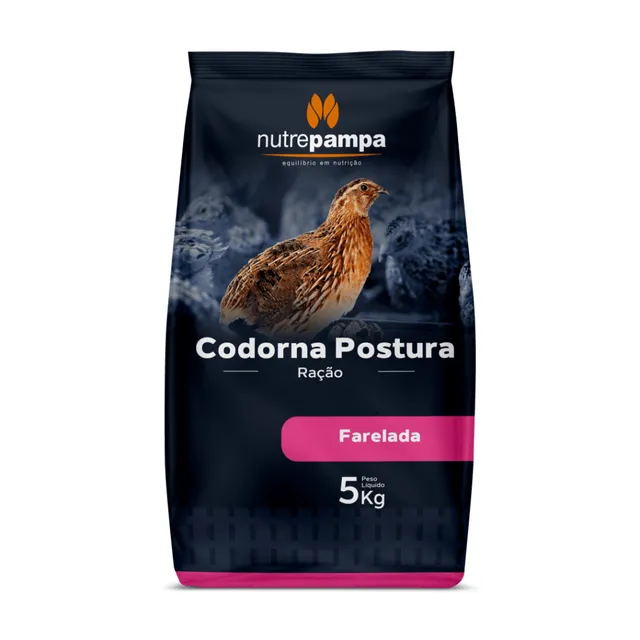 nutrepampa
equilíbrio em nutrição
Codorna Postura
Ração
Farelada
Peso
Líquido
5Kg